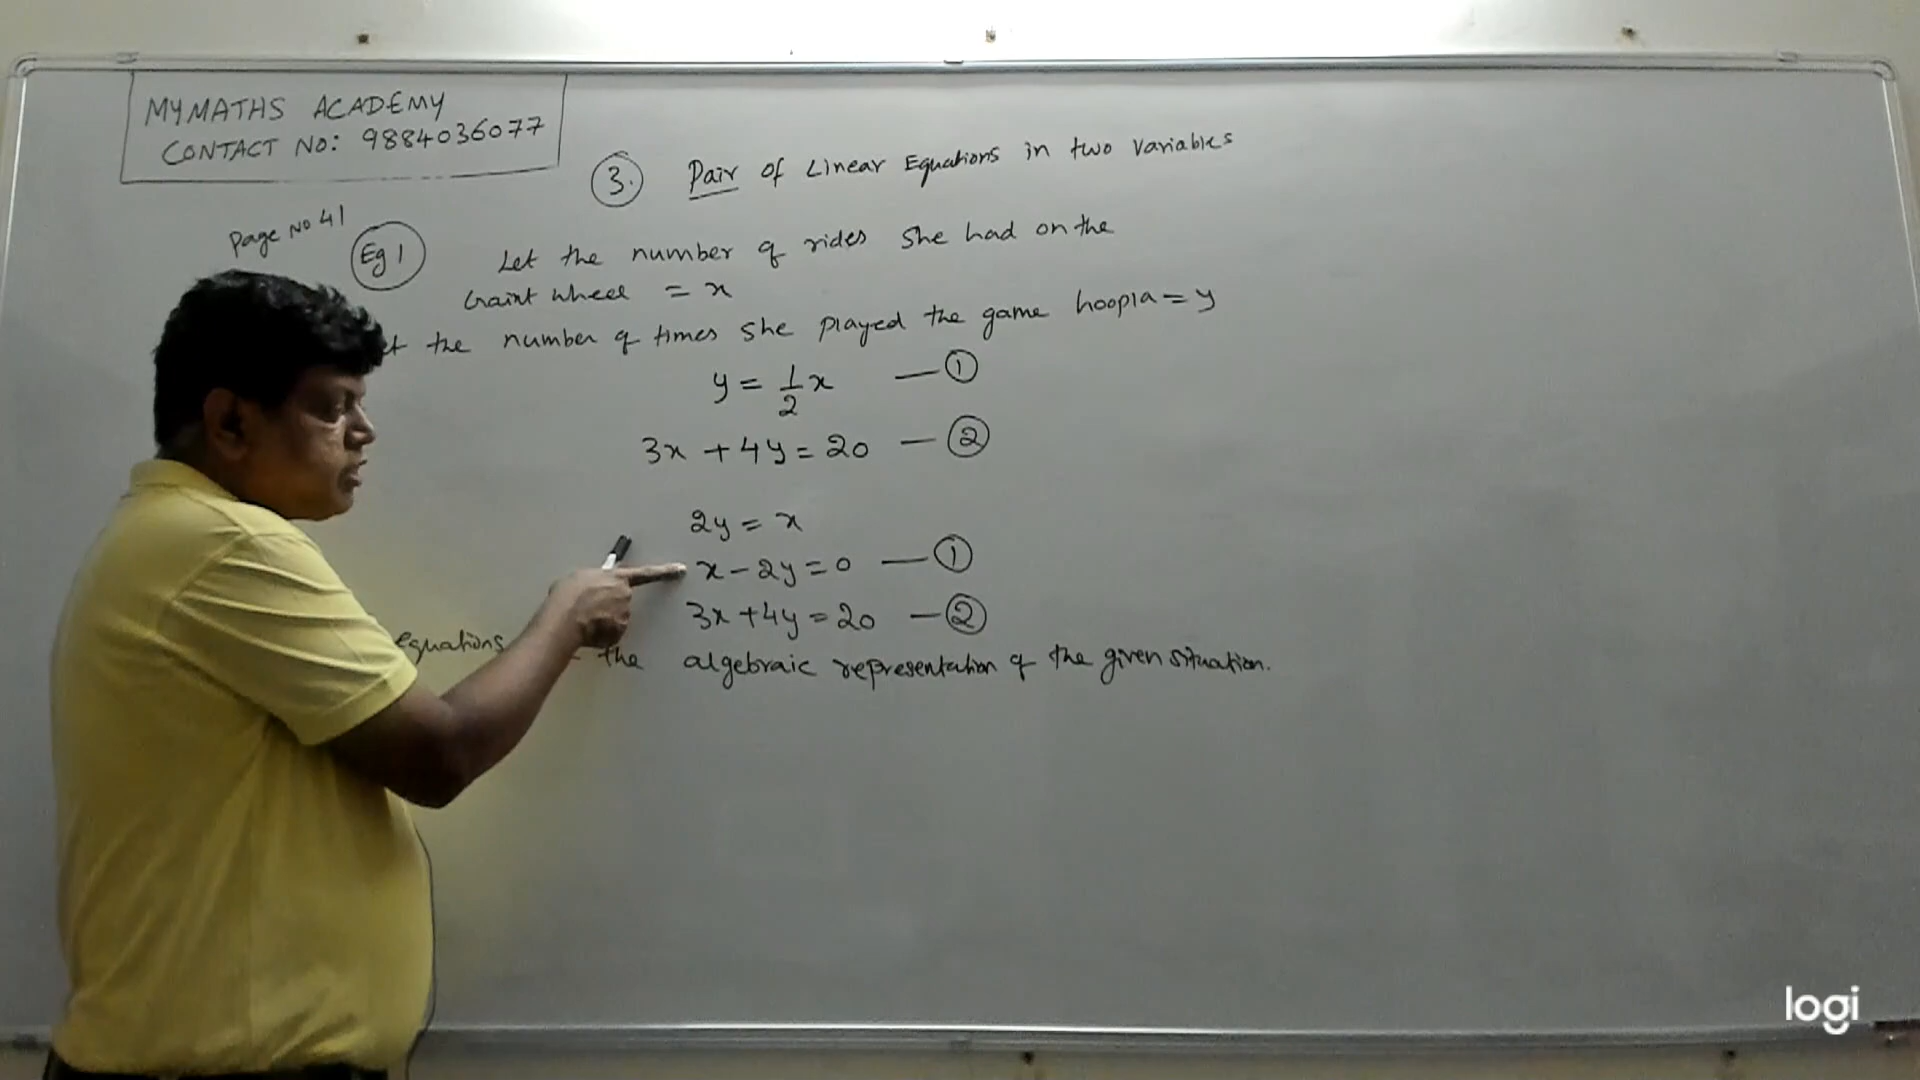 MYMATHS ACADEMY
CONTACT NO: 9884036077
3. Pair of Linear Equations in two variables
Page No 41
Eg 1 Let the number of rides she had on the
Graint wheel = x
the number of times she played the game hoopla = y
y = 1/2 x — 1
3x + 4y = 20 — 2
2y = x
x - 2y = 0 — 1
3x + 4y = 20 — 2
equations the algebraic representation of the given situation.
logi